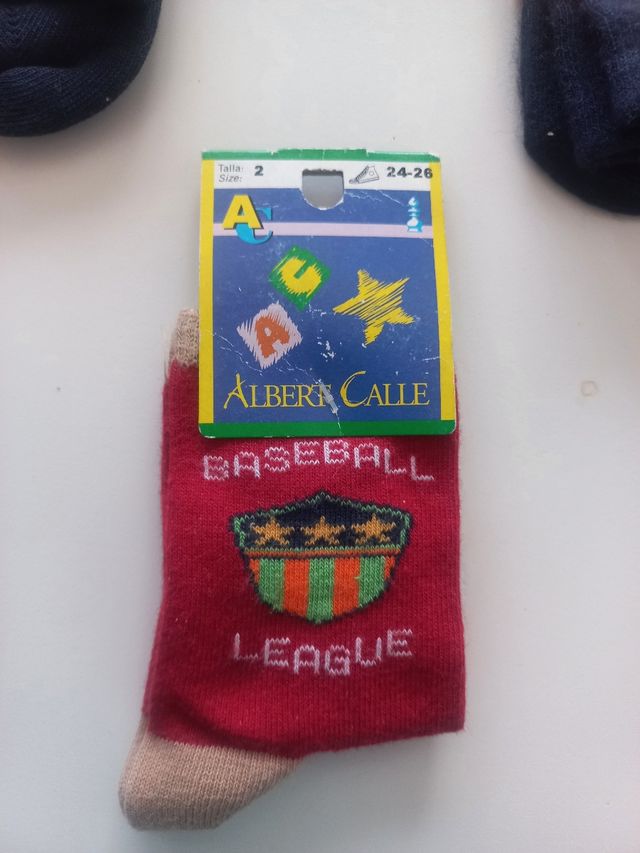 Talla: 2 24-26
Size:
AC
C
A
ALBERT CALLE
BASEBALL
LEAGUE